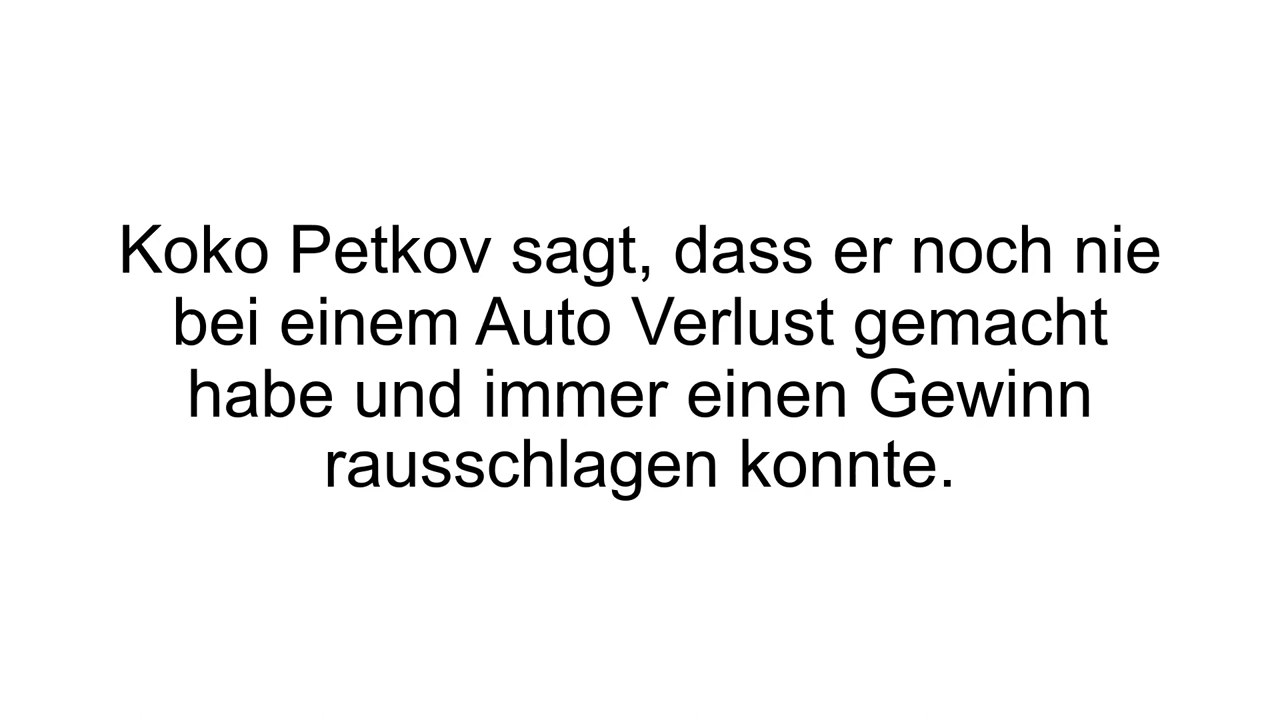 Koko Petkov sagt, dass er noch nie
bei einem Auto Verlust gemacht
habe und immer einen Gewinn
rausschlagen konnte.